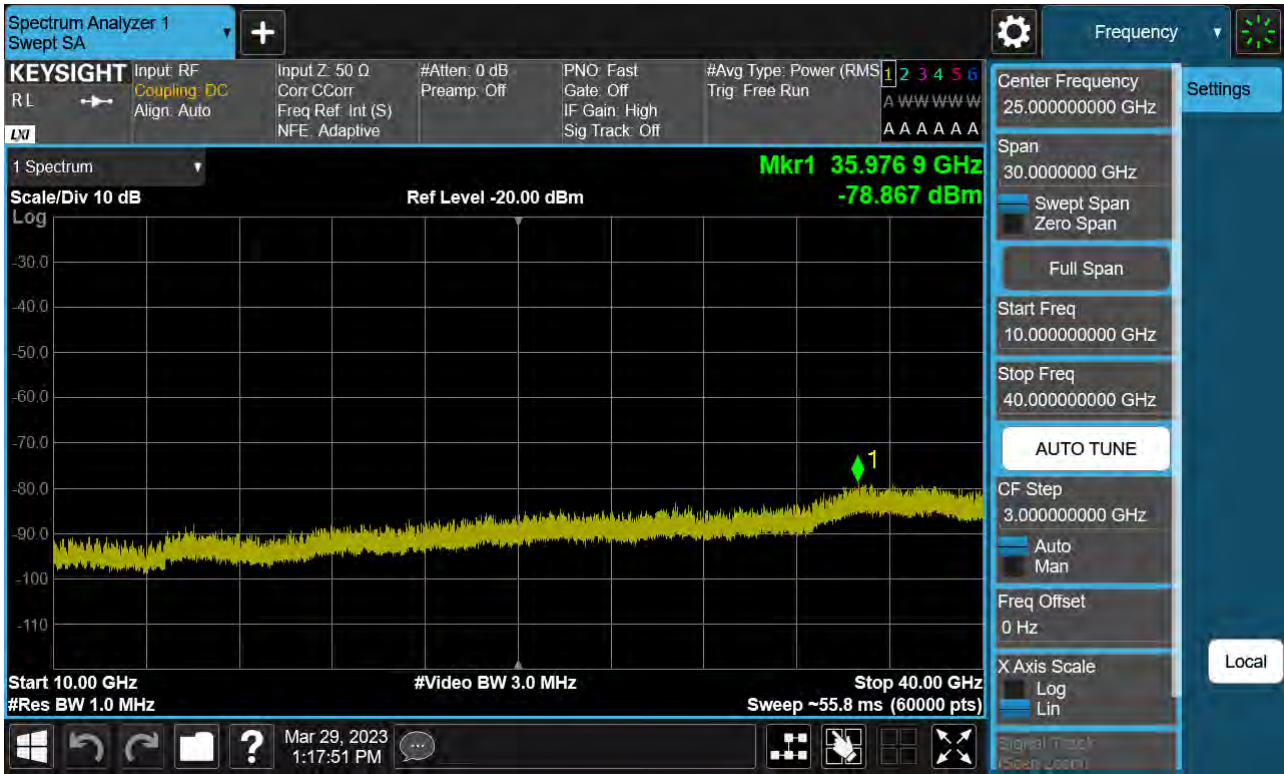 Spectrum Analyzer 1
Swept SA
+
Frequency
KEYSIGHT
RL
LXI
Input: RF
Coupling: DC
Align: Auto
Input Z: 50 Ω
Corr CCorr
Freq Ref: Int (S)
NFE: Adaptive
#Atten: 0 dB
Preamp: Off
PNO: Fast
Gate: Off
IF Gain: High
Sig Track: Off
#Avg Type: Power (RMS
Trig: Free Run
1 2 3 4 5 6
A W W W W W
A A A A A A
1 Spectrum
Mkr1 35.976 9 GHz
Scale/Div 10 dB
Ref Level -20.00 dBm
-78.867 dBm
Log
-30.0
-40.0
-50.0
-60.0
-70.0
1
-80.0
-90.0
-100
-110
Start 10.00 GHz
#Video BW 3.0 MHz
Stop 40.00 GHz
#Res BW 1.0 MHz
Sweep ~55.8 ms (60000 pts)
Mar 29, 2023
1:17:51 PM
?
Center Frequency
25.000000000 GHz
Settings
Span
30.0000000 GHz
Swept Span
Zero Span
Full Span
Start Freq
10.000000000 GHz
Stop Freq
40.000000000 GHz
AUTO TUNE
CF Step
3.000000000 GHz
Auto
Man
Freq Offset
0 Hz
X Axis Scale
Log
Lin
Local
Signal Track
(Span Zoom)